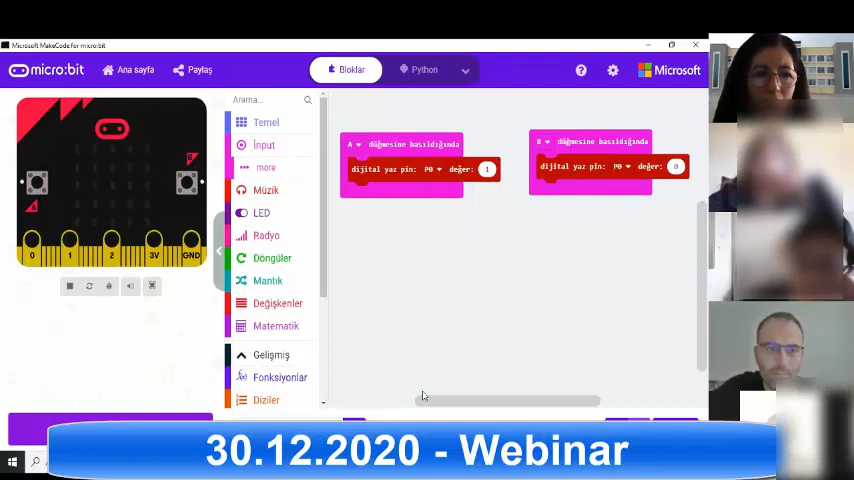 Microsoft MakeCode for micro:bit
micro:bit
Ana sayfa
Paylaş
Bloklar
Python
Microsoft
Arama...
Temel
İnput
more
Müzik
LED
Radyo
Döngüler
Mantık
Değişkenler
Matematik
Gelişmiş
Fonksiyonlar
Diziler
A düğmesine basıldığında
dijital yaz pin: P0 değer: 1
B düğmesine basıldığında
dijital yaz pin: P0 değer: 0
A
B
0 1 2 3V GND
30.12.2020 - Webinar